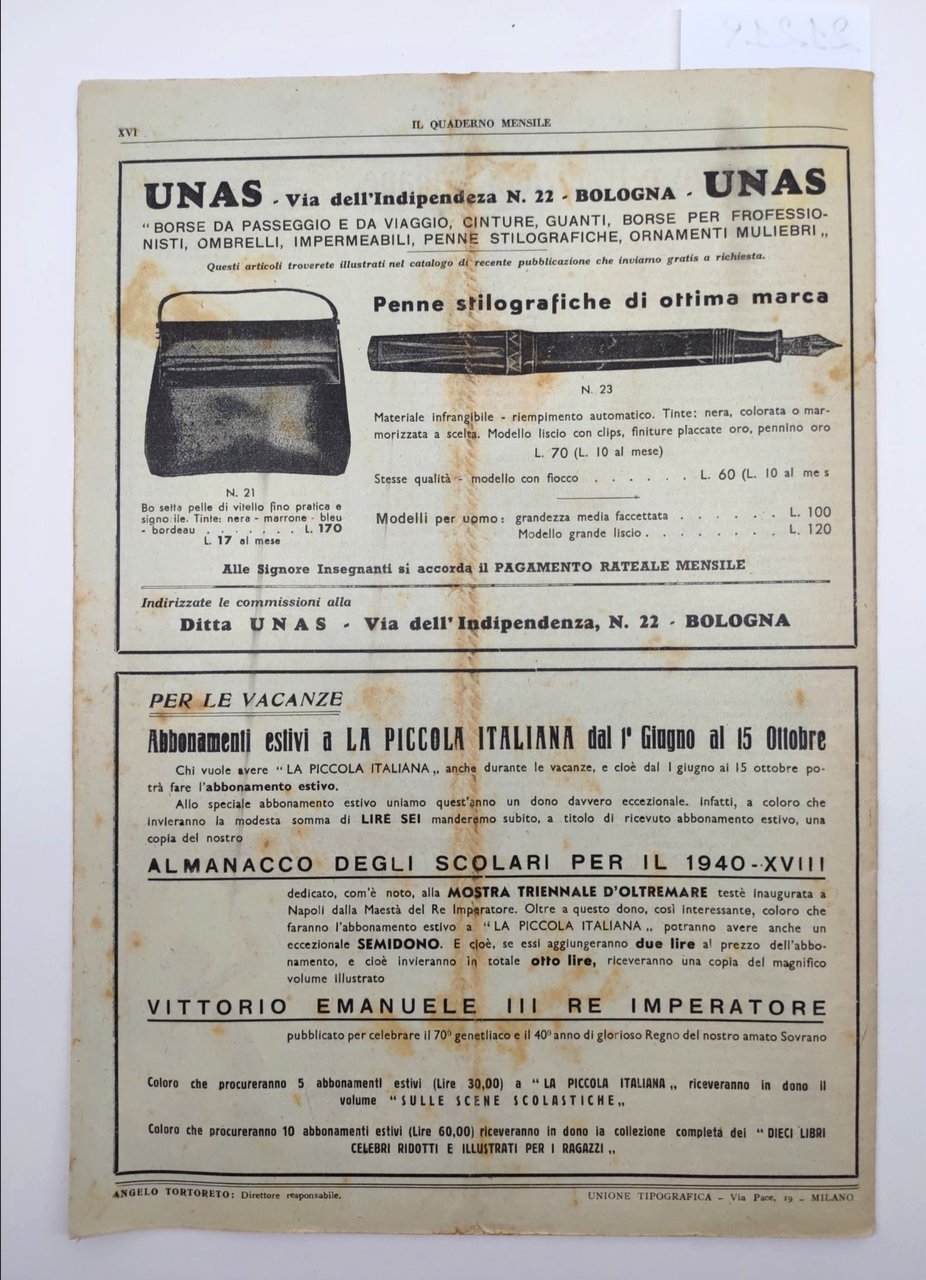 XVI
IL QUADERNO MENSILE
UNAS - Via dell'Indipendeza N. 22 - BOLOGNA - UNAS
“ BORSE DA PASSEGGIO E DA VIAGGIO, CINTURE, GUANTI, BORSE PER FROFESSIO-
NISTI, OMBRELLI, IMPERMEABILI, PENNE STILOGRAFICHE, ORNAMENTI MULIEBRI „
Questi articoli troverete illustrati nel catalogo di recente pubblicazione che inviamo gratis a richiesta.
Penne stilografiche di ottima marca
N. 23
Materiale infrangibile - riempimento automatico. Tinte: nera, colorata o mar-
morizzata a scelta. Modello liscio con clips, finiture placcate oro, pennino oro
L. 70 (L. 10 al mese)
Stesse qualità - modello con fiocco . . . . . . L. 60 (L. 10 al me s
Modelli per uomo: grandezza media faccettata . . . . . . . L. 100
Modello grande liscio . . . . . . . . L. 120
N. 21
Bo setta pelle di vitello fino pratica e
signo ile. Tinte: nera - marrone - bleu
- bordeau . . . . . . . L. 170
L. 17 al mese
Alle Signore Insegnanti si accorda il PAGAMENTO RATEALE MENSILE
Indirizzate le commissioni alla
Ditta UNAS - Via dell'Indipendenza, N. 22 - BOLOGNA
PER LE VACANZE
Abbonamenti estivi a LA PICCOLA ITALIANA dal 1° Giugno al 15 Ottobre
Chi vuole avere “ LA PICCOLA ITALIANA „ anche durante le vacanze, e cioè dal 1 giugno al 15 ottobre po-
trà fare l'abbonamento estivo.
Allo speciale abbonamento estivo uniamo quest'anno un dono davvero eccezionale. Infatti, a coloro che
invieranno la modesta somma di LIRE SEI manderemo subito, a titolo di ricevuto abbonamento estivo, una
copia del nostro
ALMANACCO DEGLI SCOLARI PER IL 1940-XVIII
dedicato, com'è noto, alla MOSTRA TRIENNALE D'OLTREMARE testè inaugurata a
Napoli dalla Maestà del Re Imperatore. Oltre a questo dono, così interessante, coloro che
faranno l'abbonamento estivo a “ LA PICCOLA ITALIANA „ potranno avere anche un
eccezionale SEMIDONO. E cioè, se essi aggiungeranno due lire al prezzo dell'abbo-
namento, e cioè invieranno in totale otto lire, riceveranno una copia del magnifico
volume Illustrato
VITTORIO EMANUELE III RE IMPERATORE
pubblicato per celebrare il 70° genetliaco e il 40° anno di glorioso Regno del nostro amato Sovrano
Coloro che procureranno 5 abbonamenti estivi (Lire 30,00) a “ LA PICCOLA ITALIANA „ riceveranno in dono il
volume “ SULLE SCENE SCOLASTICHE „
Coloro che procureranno 10 abbonamenti estivi (Lire 60,00) riceveranno in dono la collezione completa dei “ DIECI LIBRI
CELEBRI RIDOTTI E ILLUSTRATI PER I RAGAZZI „
ANGELO TORTORETO: Direttore responsabile.
UNIONE TIPOGRAFICA - Via Pace, 19 - MILANO